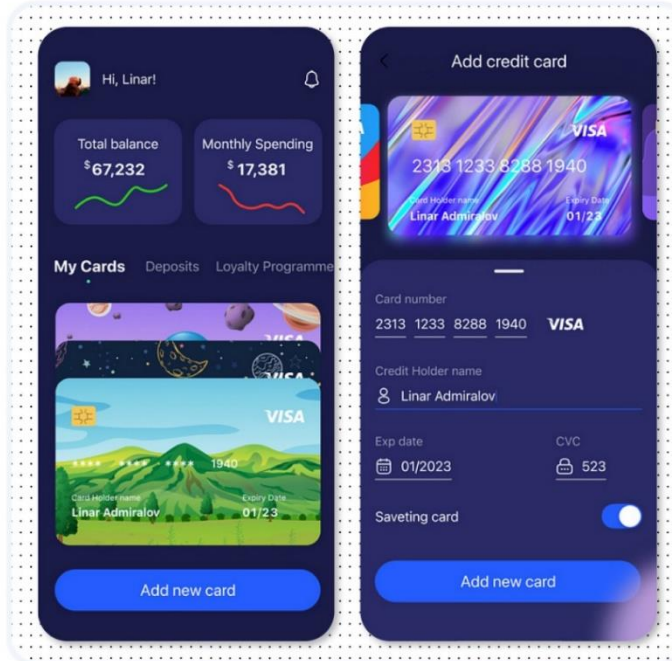 Hi, Linar!
Total balance
$67,232
Monthly Spending
$ 17,381
My Cards Deposits Loyalty Programme
VISA
VISA
VISA
**** **** **** 1940
Card Holder name Expiry Date
Linar Admiralov 01/23
Add new card
Add credit card
VISA
2313 1233 8288 1940
Card Holder name Expiry Date
Linar Admiralov 01/23
Card number
2313 1233 8288 1940 VISA
Credit Holder name
Linar Admiralov
Exp date CVC
01/2023 523
Saveting card
Add new card